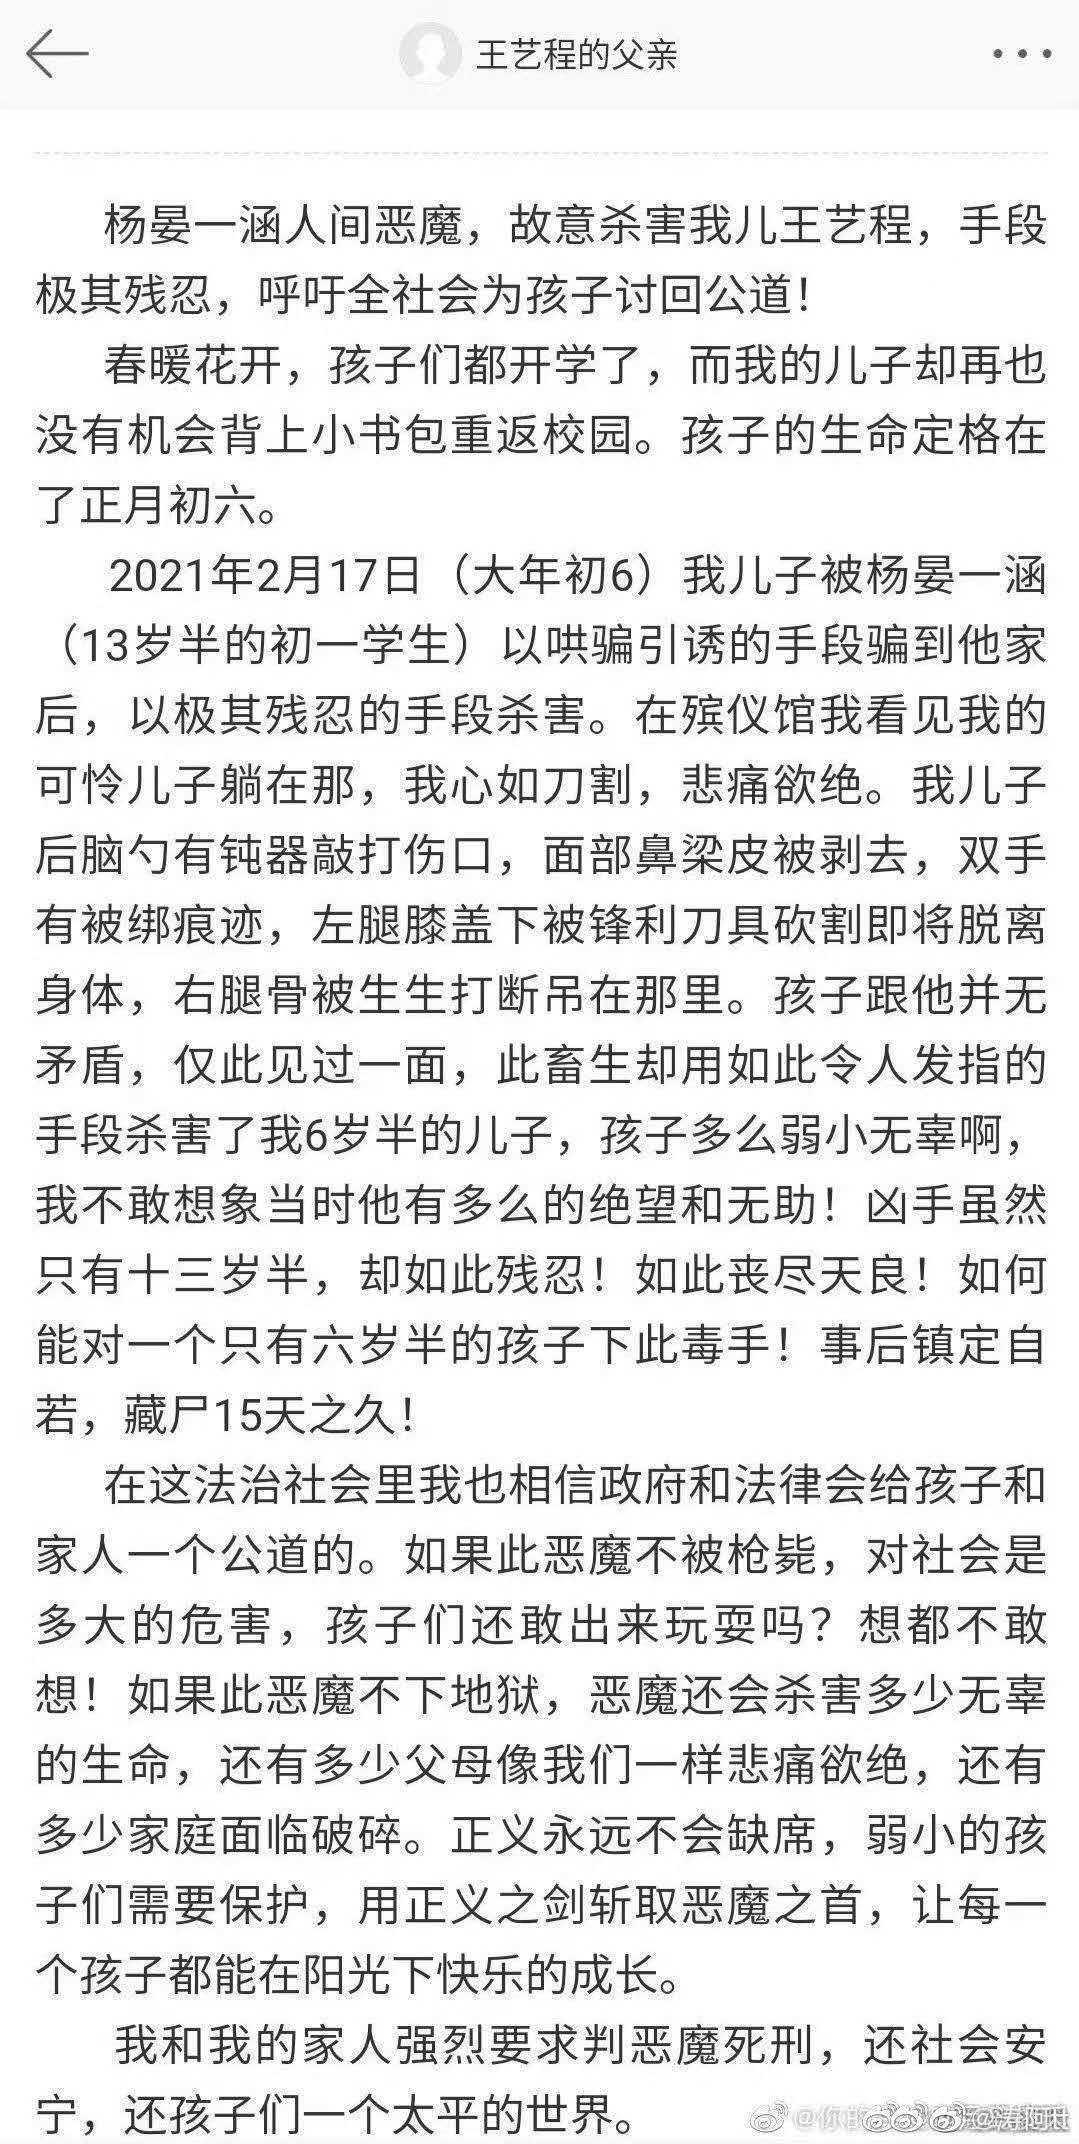 王艺程的父亲
杨晏一涵人间恶魔，故意杀害我儿王艺程，手段
极其残忍，呼吁全社会为孩子讨回公道！
春暖花开，孩子们都开学了，而我的儿子却再也
没有机会背上小书包重返校园。孩子的生命定格在
了正月初六。
2021年2月17日（大年初6）我儿子被杨晏一涵
（13岁半的初一学生）以哄骗引诱的手段骗到他家
后，以极其残忍的手段杀害。在殡仪馆我看见我的
可怜儿子躺在那，我心如刀割，悲痛欲绝。我儿子
后脑勺有钝器敲打伤口，面部鼻梁皮被剥去，双手
有被绑痕迹，左腿膝盖下被锋利刀具砍割即将脱离
身体，右腿骨被生生打断吊在那里。孩子跟他并无
矛盾，仅此见过一面，此畜生却用如此令人发指的
手段杀害了我6岁半的儿子，孩子多么弱小无辜啊，
我不敢想象当时他有多么的绝望和无助！凶手虽然
只有十三岁半，却如此残忍！如此丧尽天良！如何
能对一个只有六岁半的孩子下此毒手！事后镇定自
若，藏尸15天之久！
在这法治社会里我也相信政府和法律会给孩子和
家人一个公道的。如果此恶魔不被枪毙，对社会是
多大的危害，孩子们还敢出来玩耍吗？想都不敢
想！如果此恶魔不下地狱，恶魔还会杀害多少无辜
的生命，还有多少父母像我们一样悲痛欲绝，还有
多少家庭面临破碎。正义永远不会缺席，弱小的孩
子们需要保护，用正义之剑斩取恶魔之首，让每一
个孩子都能在阳光下快乐的成长。
我和我的家人强烈要求判恶魔死刑，还社会安
宁，还孩子们一个太平的世界。